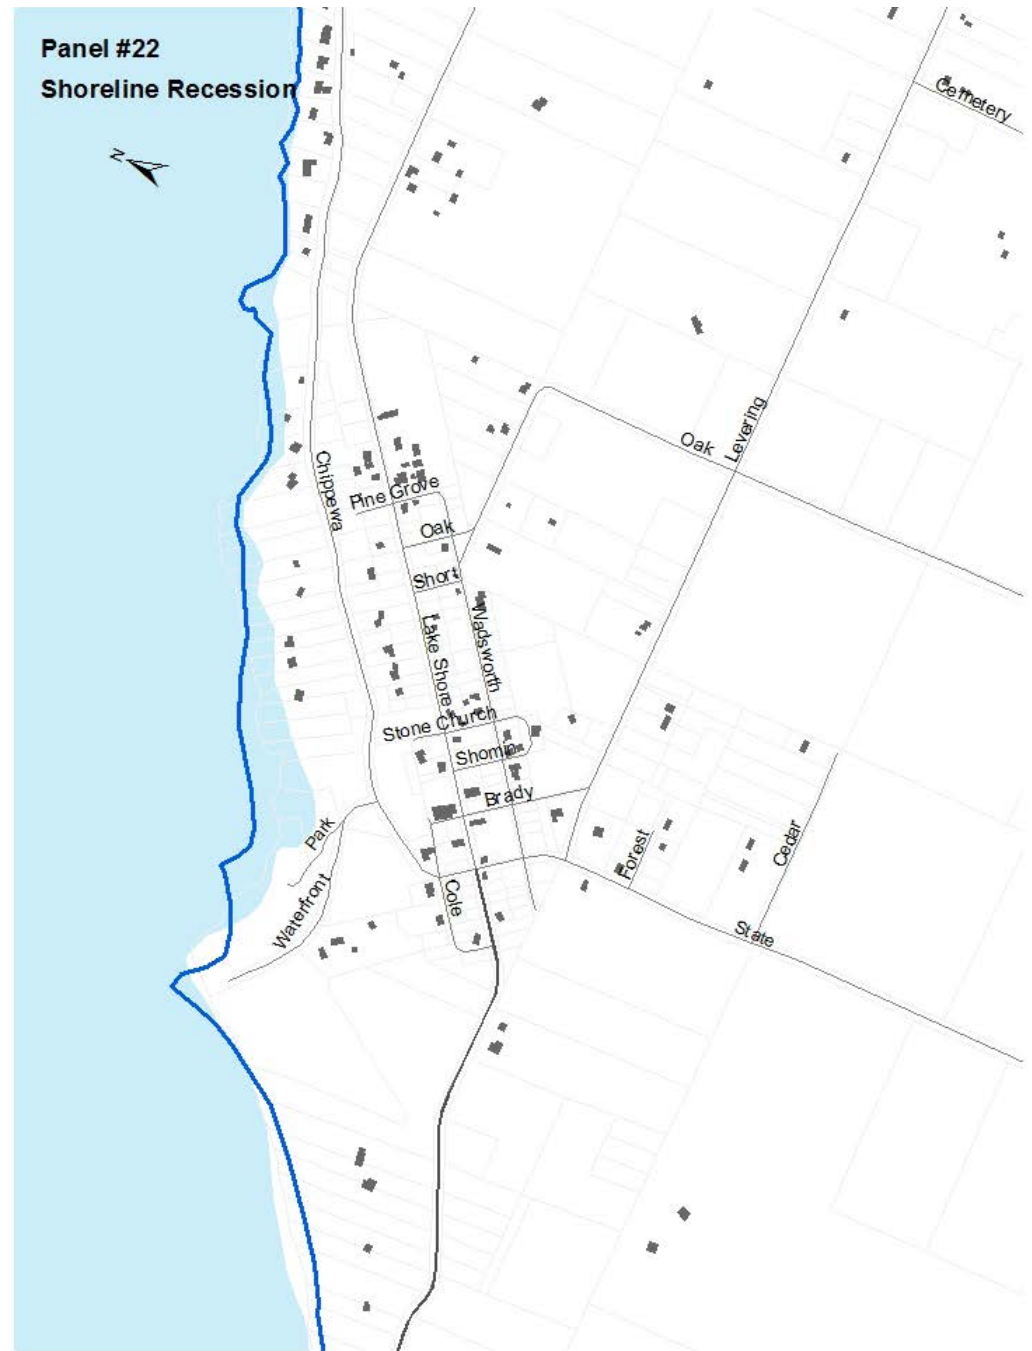 Panel #22
Shoreline Recession
N
Cemetery
Levering
Oak
Chippewa
Pine Grove
Oak
Short
Lake Shore
Wadsworth
Stone Church
Shomin
Brady
Park
Forest
Cedar
Waterfront
Cole
State